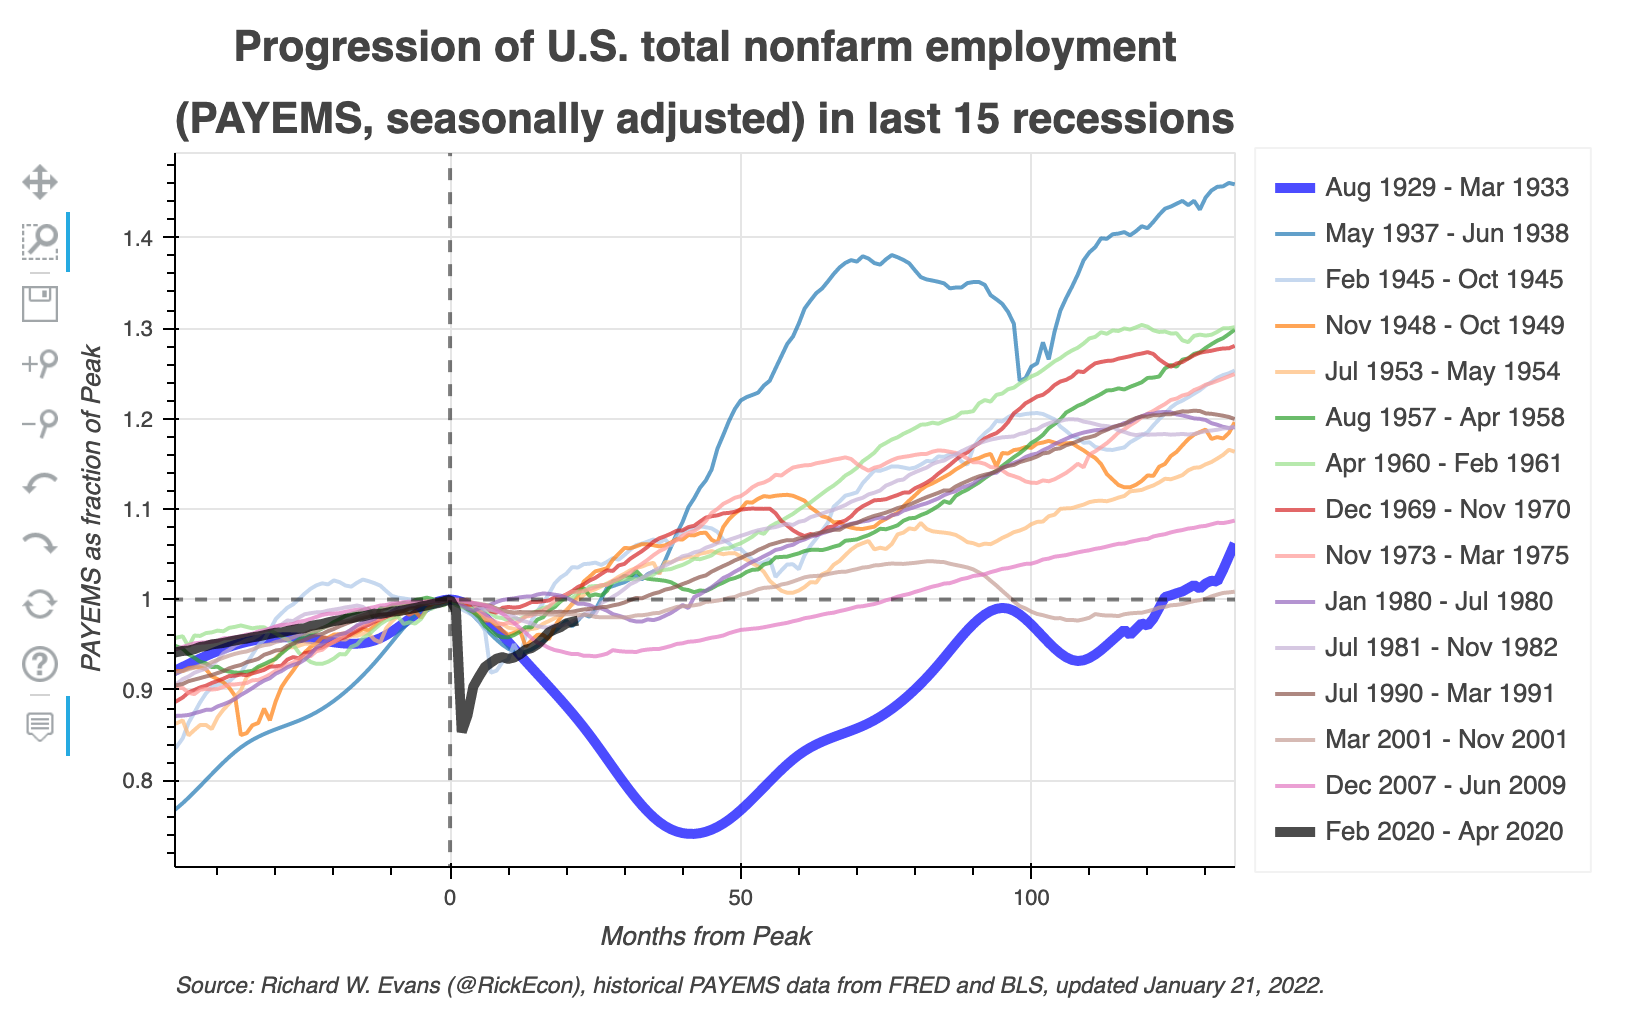 Progression of U.S. total nonfarm employment
(PAYEMS, seasonally adjusted) in last 15 recessions
PAYEMS as fraction of Peak
1.4
1.3
1.2
1.1
1
0.9
0.8
0
50
100
Months from Peak
Aug 1929 - Mar 1933
May 1937 - Jun 1938
Feb 1945 - Oct 1945
Nov 1948 - Oct 1949
Jul 1953 - May 1954
Aug 1957 - Apr 1958
Apr 1960 - Feb 1961
Dec 1969 - Nov 1970
Nov 1973 - Mar 1975
Jan 1980 - Jul 1980
Jul 1981 - Nov 1982
Jul 1990 - Mar 1991
Mar 2001 - Nov 2001
Dec 2007 - Jun 2009
Feb 2020 - Apr 2020
Source: Richard W. Evans (@RickEcon), historical PAYEMS data from FRED and BLS, updated January 21, 2022.